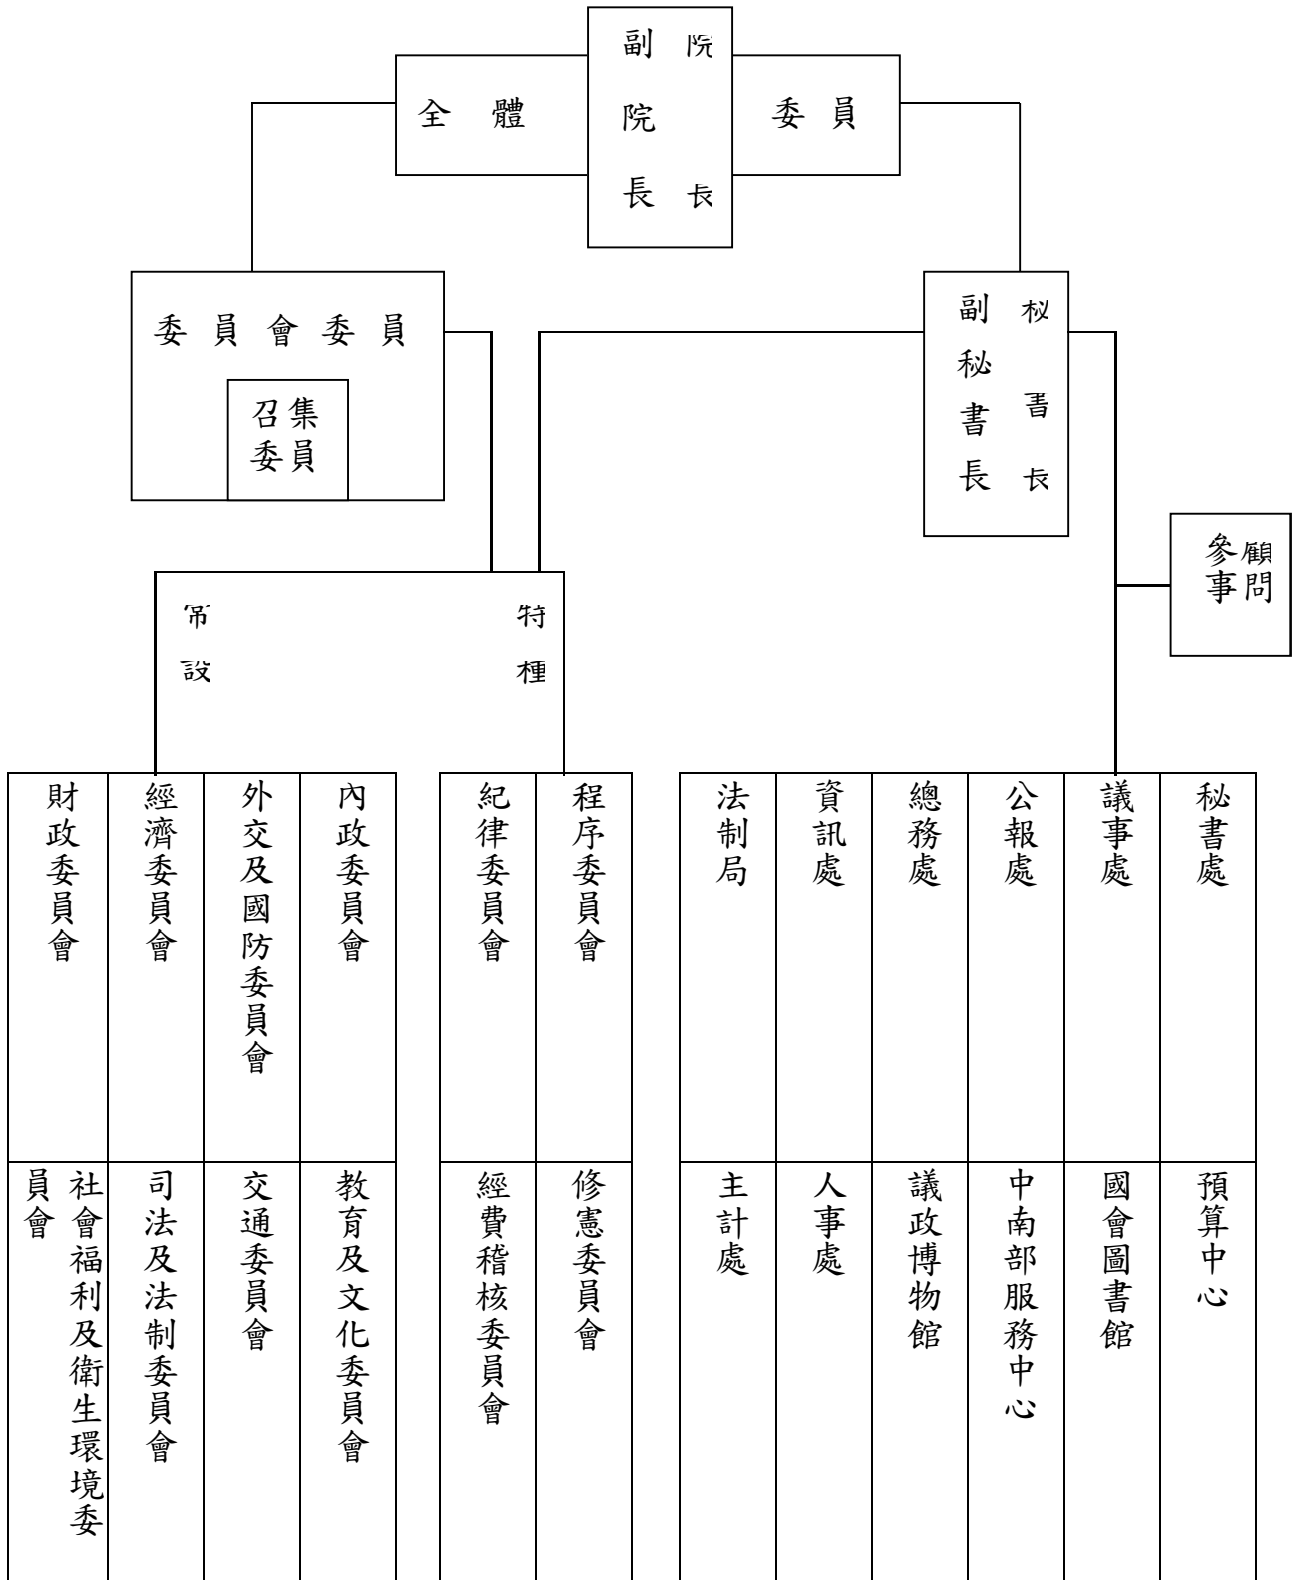 院長
副院長
全體
委員
委員會委員
召集
委員
秘書長
副秘書長
顧問
參事
常設
特種
秘書處
議事處
公報處
總務處
資訊處
法制局
預算中心
國會圖書館
中南部服務中心
議政博物館
人事處
主計處
程序委員會
紀律委員會
修憲委員會
經費稽核委員會
內政委員會
外交及國防委員會
經濟委員會
財政委員會
教育及文化委員會
交通委員會
司法及法制委員會
社會福利及衛生環境委
員會